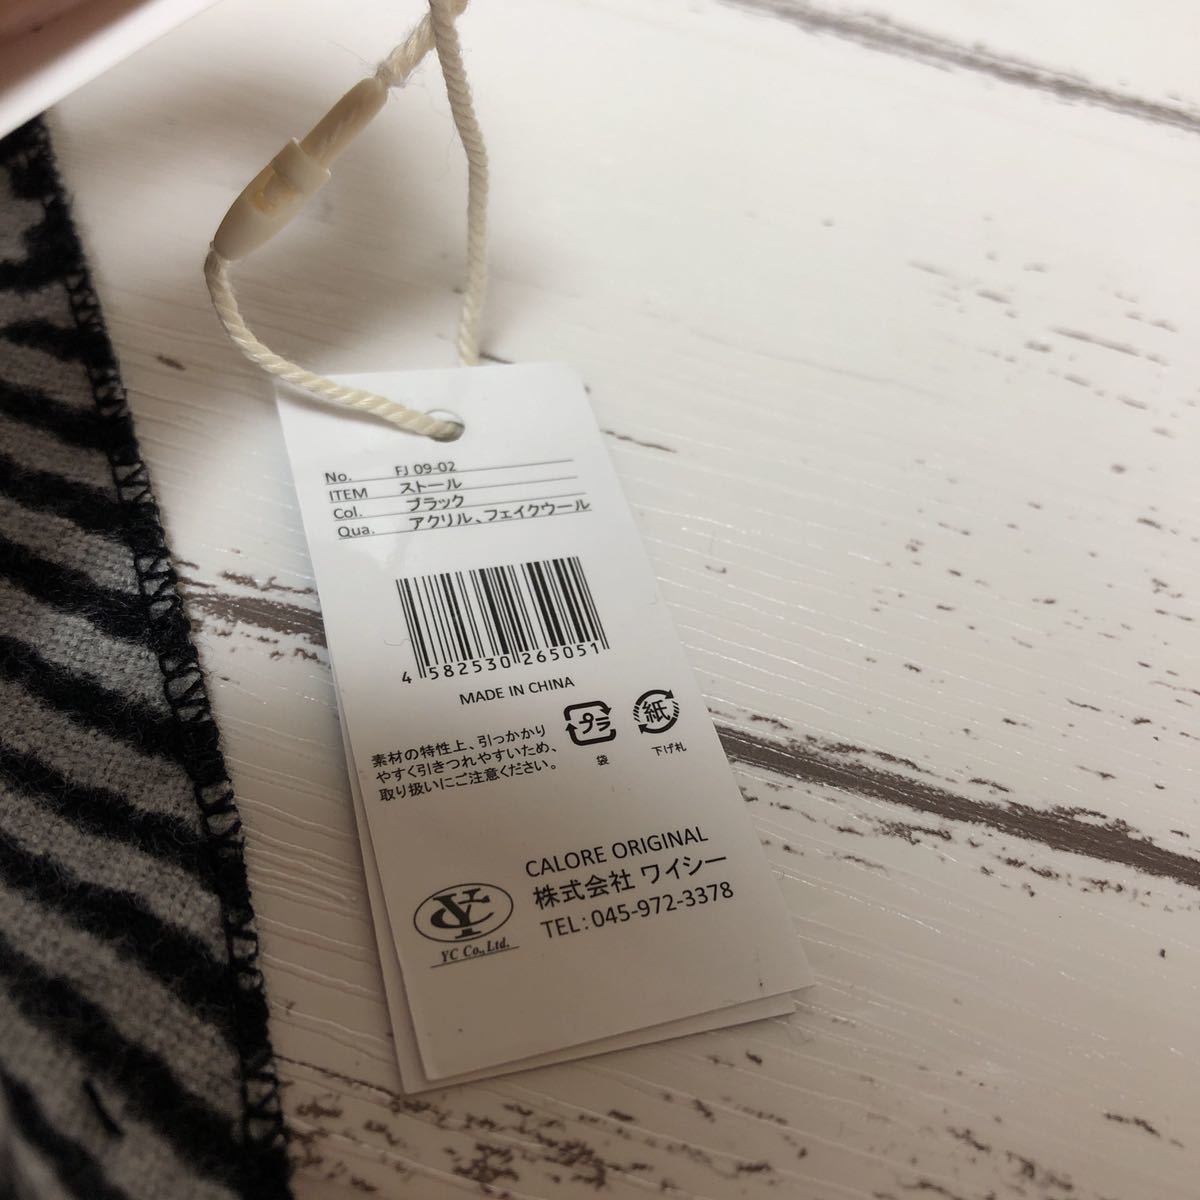 No. FJ 09-02
ITEM ストール
Col. ブラック
Qua. アクリル、フェイクウール
4 582530 265051
MADE IN CHINA
素材の特性上、引っかかり
やすく引きつれやすいため、
取り扱いにご注意ください。
プラ
袋
紙
下げ札
CALORE ORIGINAL
株式会社 ワイシー
TEL:045-972-3378
YC
YC Co.,Ltd.